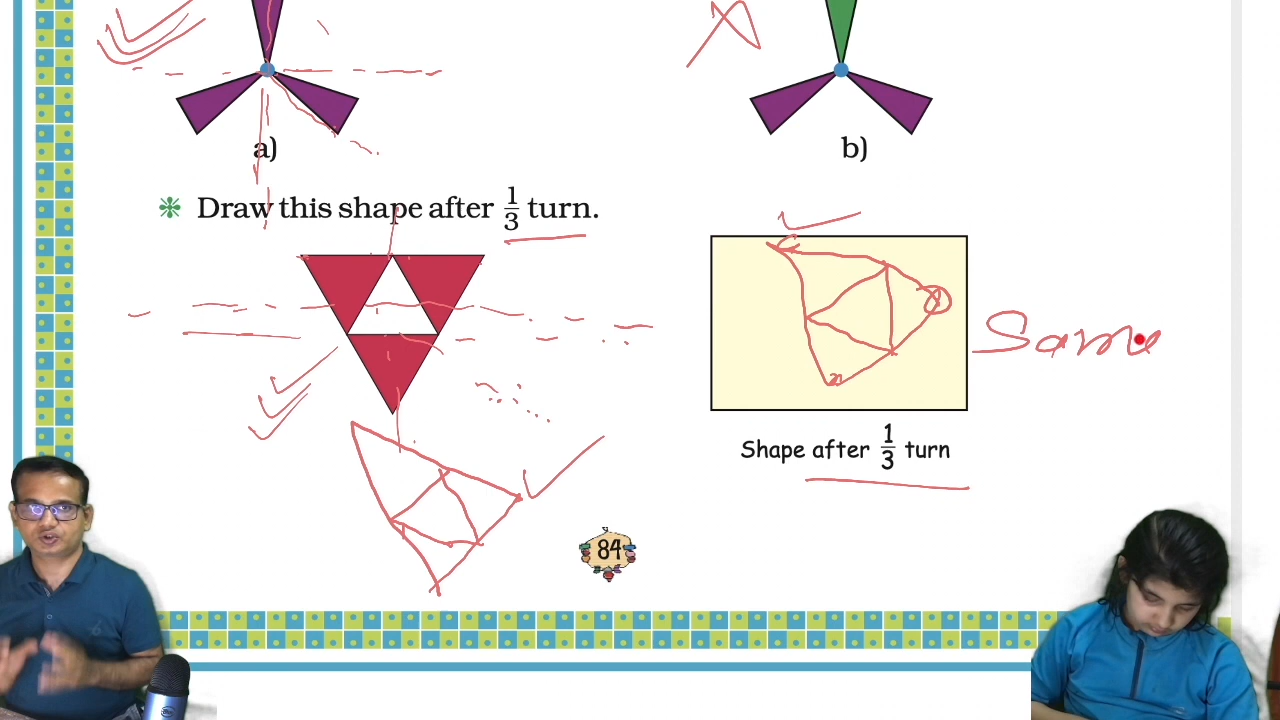 a)
b)
❋ Draw this shape after 1/3 turn.
Same
Shape after 1/3 turn
84